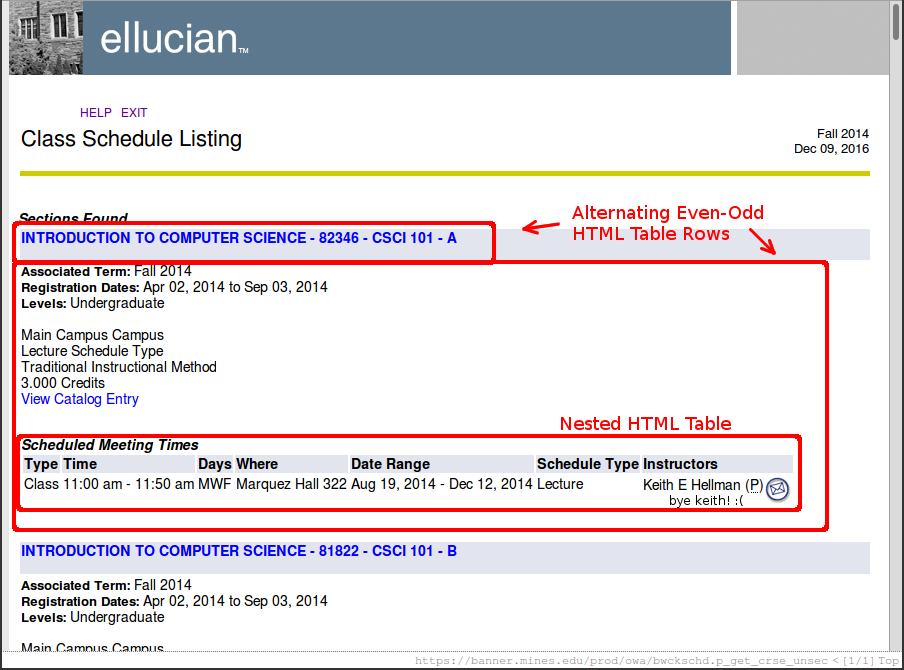 ellucian™
HELP EXIT
Class Schedule Listing
Fall 2014
Dec 09, 2016
Sections Found
Alternating Even-Odd
HTML Table Rows
INTRODUCTION TO COMPUTER SCIENCE - 82346 - CSCI 101 - A
Associated Term: Fall 2014
Registration Dates: Apr 02, 2014 to Sep 03, 2014
Levels: Undergraduate
Main Campus Campus
Lecture Schedule Type
Traditional Instructional Method
3.000 Credits
View Catalog Entry
Nested HTML Table
Scheduled Meeting Times
Type Time Days Where Date Range Schedule Type Instructors
Class 11:00 am - 11:50 am MWF Marquez Hall 322 Aug 19, 2014 - Dec 12, 2014 Lecture Keith E Hellman (P)
bye keith! :(
INTRODUCTION TO COMPUTER SCIENCE - 81822 - CSCI 101 - B
Associated Term: Fall 2014
Registration Dates: Apr 02, 2014 to Sep 03, 2014
Levels: Undergraduate
Main Campus Campus
https://banner.mines.edu/prod/owa/bwckschd.p_get_crse_unsec < [1/1] Top